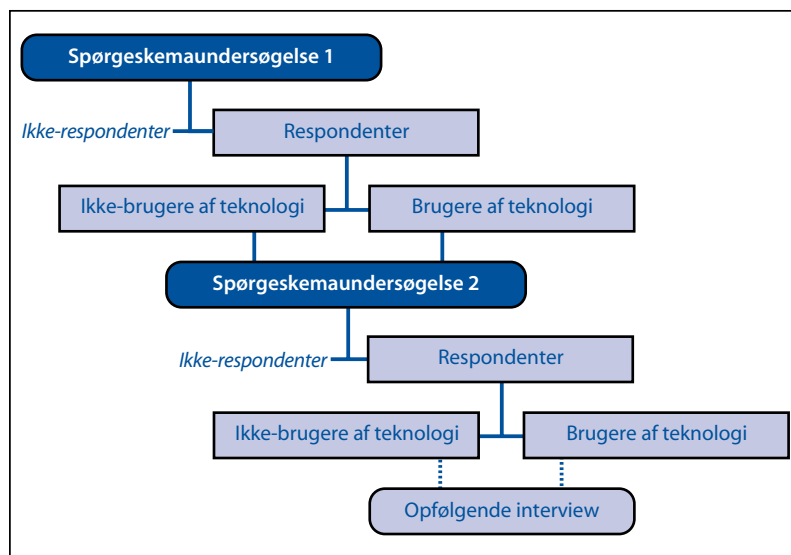 Spørgeskemaundersøgelse 1
Ikke-respondenter
Respondenter
Ikke-brugere af teknologi
Brugere af teknologi
Spørgeskemaundersøgelse 2
Ikke-respondenter
Respondenter
Ikke-brugere af teknologi
Brugere af teknologi
Opfølgende interview